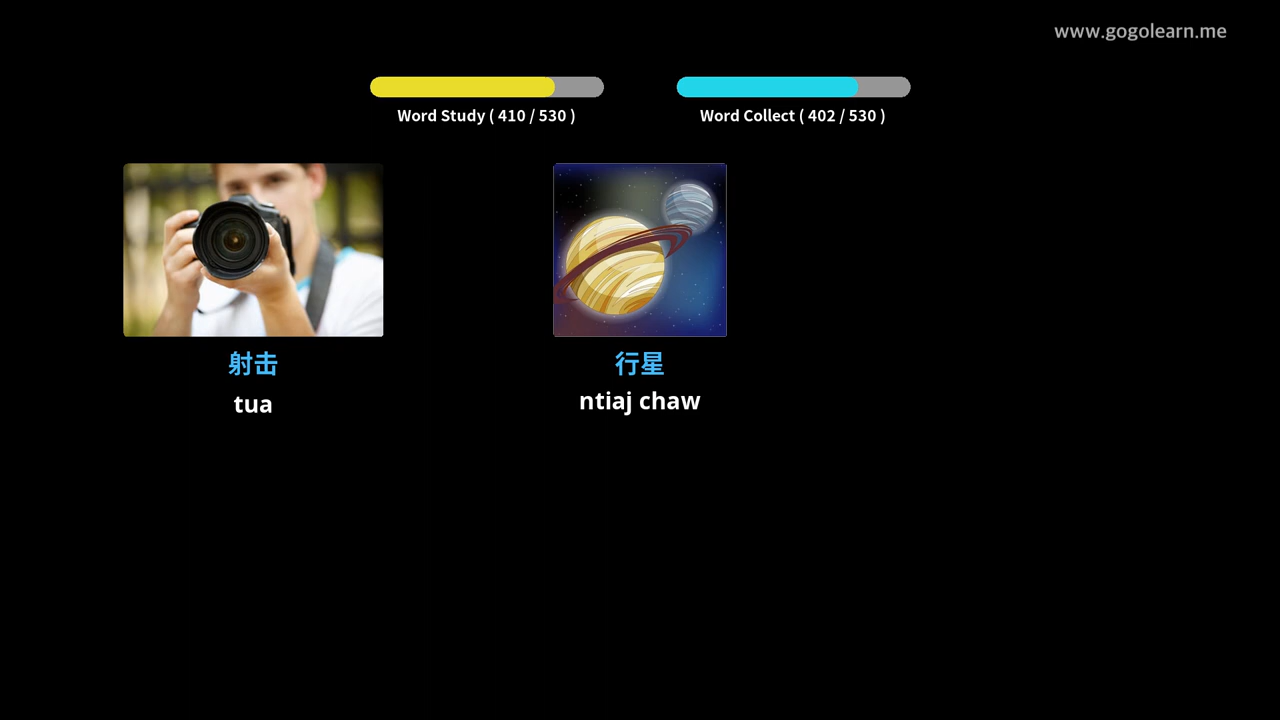 www.gogolearn.me
Word Study ( 410 / 530 )
Word Collect ( 402 / 530 )
射击
tua
行星
ntiaj chaw